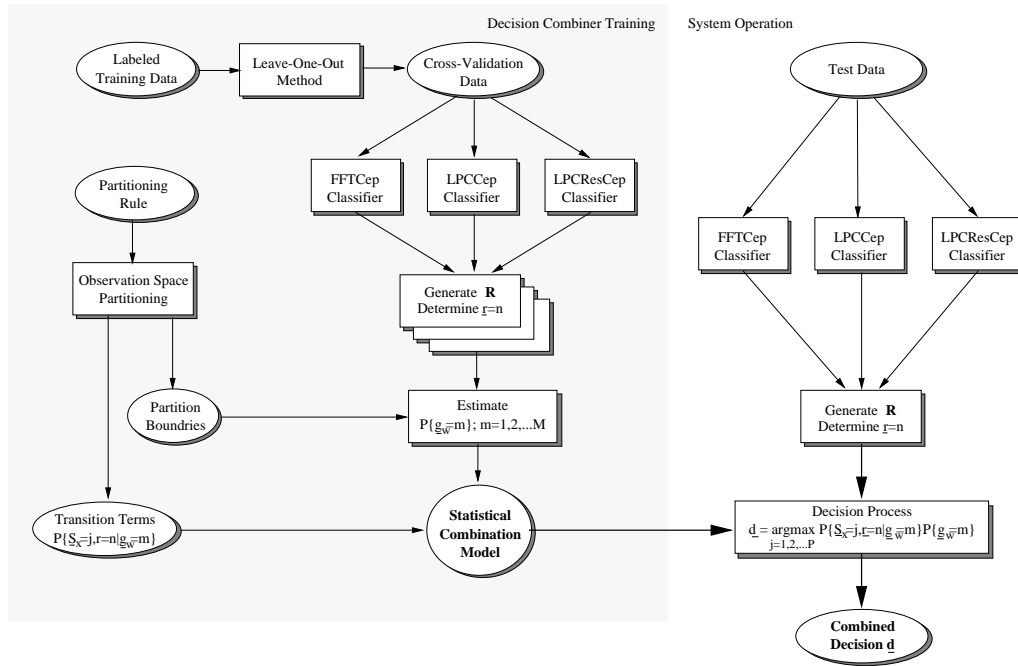 Decision Combiner Training
System Operation
Labeled
Training Data
Leave-One-Out
Method
Cross-Validation
Data
Test Data
FFTCep
Classifier
LPCCep
Classifier
LPCResCep
Classifier
Partitioning
Rule
FFTCep
Classifier
LPCCep
Classifier
LPCResCep
Classifier
Observation Space
Partitioning
Generate R
Determine r=n
Partition
Boundries
Estimate
P{g_w=m}; m=1,2,...M
Generate R
Determine r=n
Transition Terms
P{S_x=j,r=n|g_w=m}
Statistical
Combination
Model
Decision Process
d = argmax P{S_x=j,r=n|g_w=m}P{g_w=m}
j=1,2,...P
Combined
Decision d